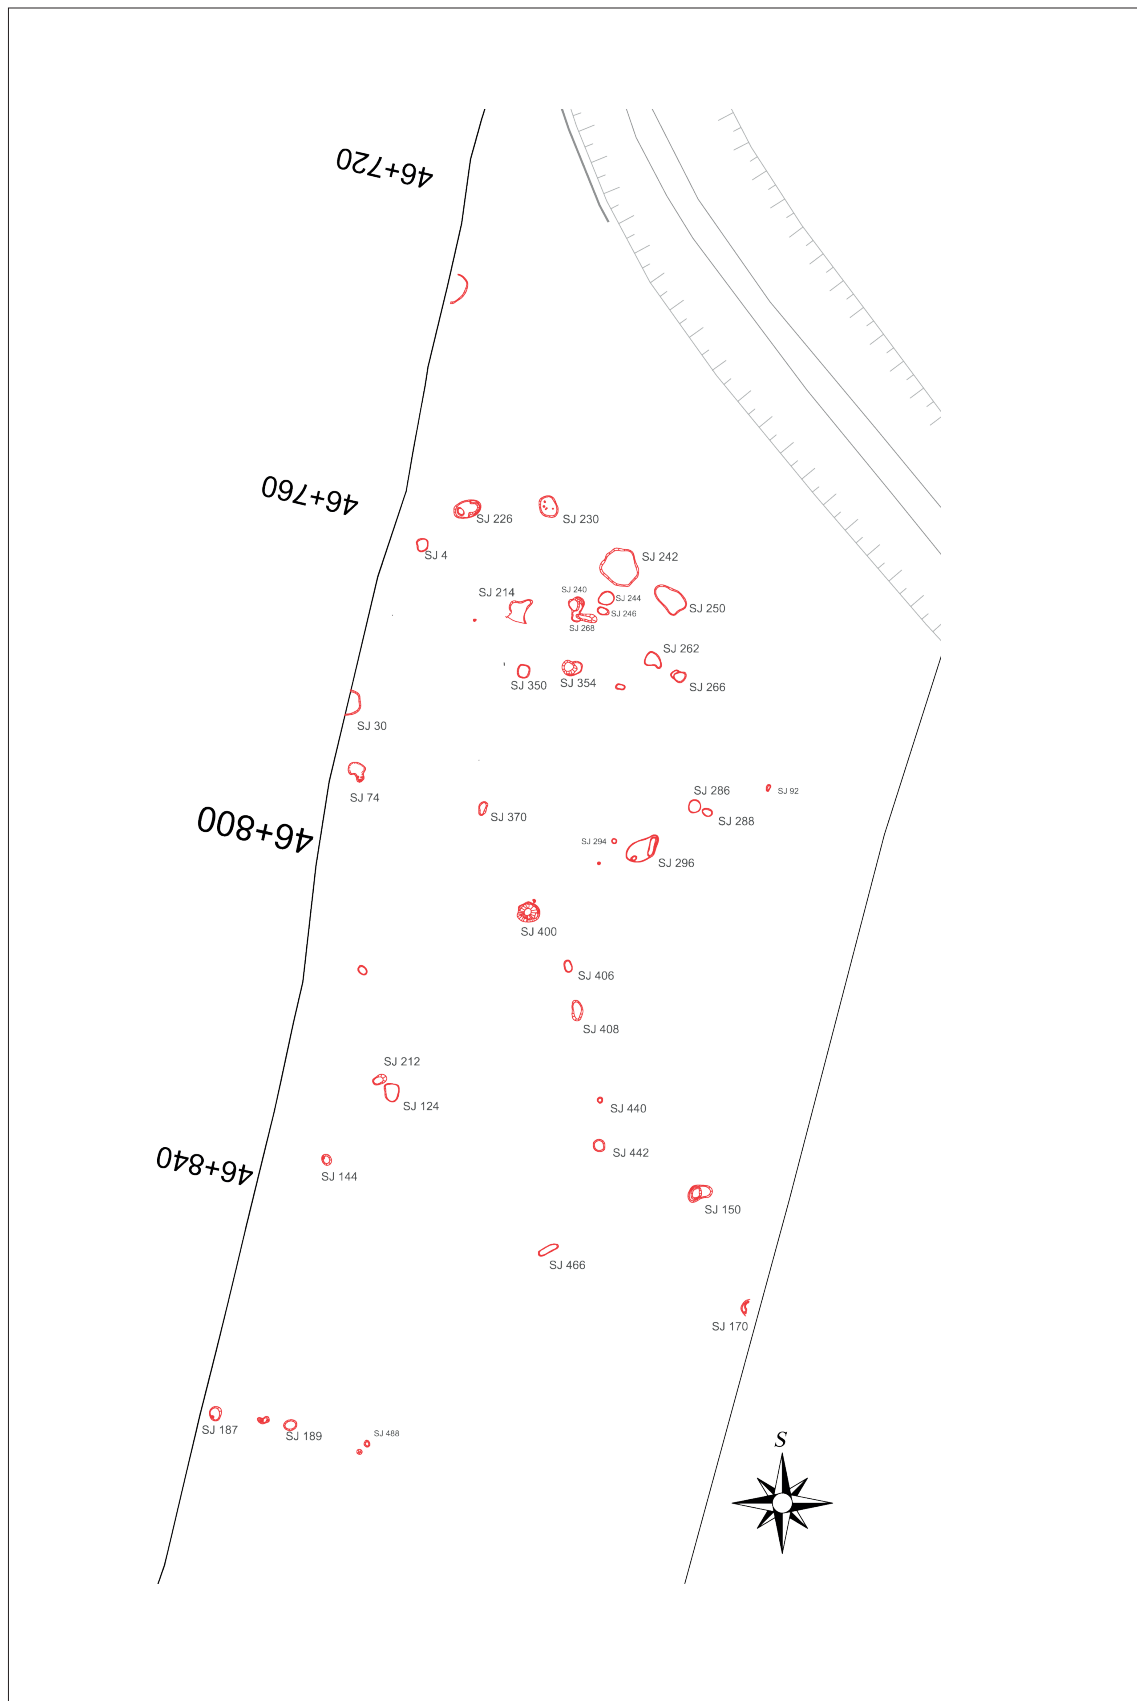 46+720
46+760
SJ 226
SJ 230
SJ 4
SJ 242
SJ 214
SJ 240
SJ 244
SJ 246
SJ 250
SJ 268
SJ 262
SJ 350
SJ 354
SJ 266
SJ 30
SJ 74
SJ 286
SJ 92
46+800
SJ 370
SJ 288
SJ 294
SJ 296
SJ 400
SJ 406
SJ 408
SJ 212
SJ 124
SJ 440
46+840
SJ 442
SJ 144
SJ 150
SJ 466
SJ 170
SJ 187
SJ 189
SJ 488
S